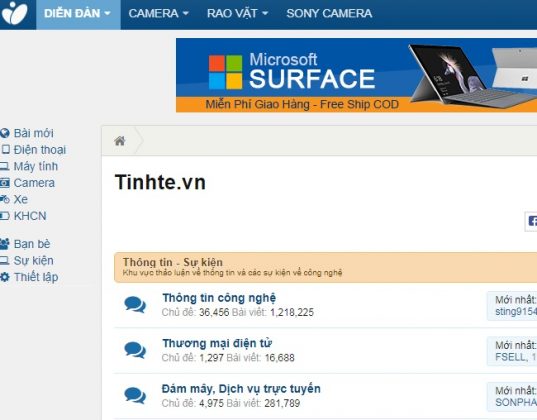 DIỄN ĐÀN CAMERA RAO VẶT SONY CAMERA
Microsoft
SURFACE
Miễn Phí Giao Hàng - Free Ship COD
Bài mới
Điện thoại
Máy tính
Camera
Xe
KHCN
Bạn bè
Sự kiện
Thiết lập
Tinhte.vn
Thông tin - Sự kiện
Khu vực thảo luận về thông tin và các sự kiện về công nghệ
Thông tin công nghệ
Chủ đề: 36,456 Bài viết: 1,218,225
Mới nhất:
sting9154
Thương mại điện tử
Chủ đề: 1,297 Bài viết: 16,688
Mới nhất:
FSELL, 1
Đám mây, Dịch vụ trực tuyến
Chủ đề: 4,975 Bài viết: 281,789
Mới nhất:
SONPHA